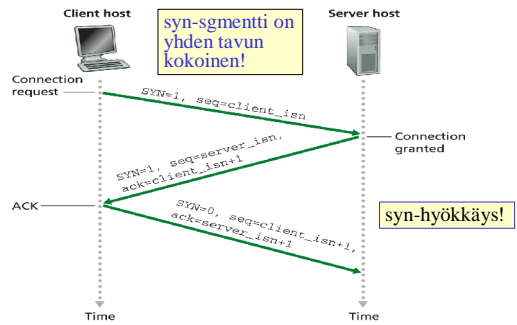 Client host
syn-sgmentti on
yhden tavun
kokoinen!
Server host
Connection
request
SYN=1, seq=client_isn
Connection
granted
SYN=1, seq=server_isn,
ack=client_isn+1
ACK
SYN=0, seq=client_isn+1,
ack=server_isn+1
syn-hyökkäys!
Time
Time